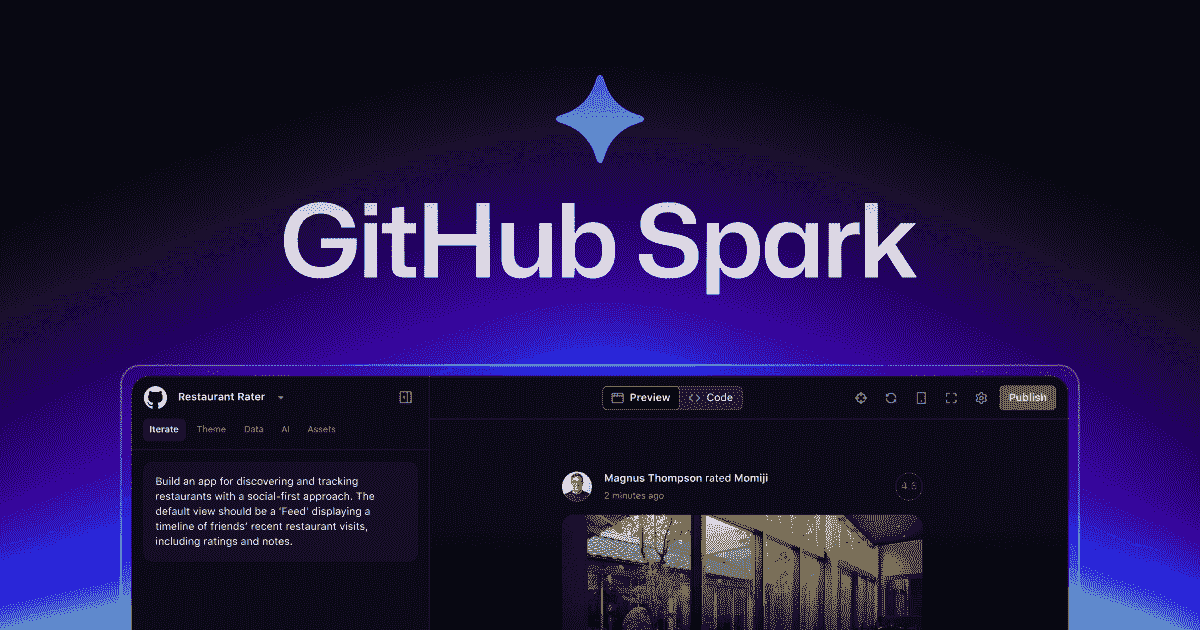 GitHub Spark
Restaurant Rater
Preview
Code
Publish
Iterate
Theme
Data
AI
Assets
Build an app for discovering and tracking
restaurants with a social-first approach. The
default view should be a 'Feed' displaying a
timeline of friends' recent restaurant visits,
including ratings and notes.
Magnus Thompson rated Momiji
2 minutes ago